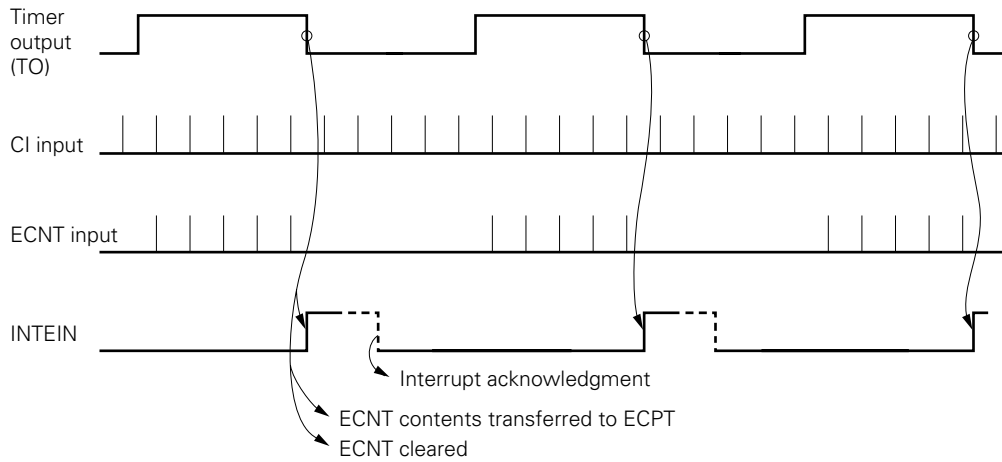 Timer
output
(TO)
CI input
ECNT input
INTEIN
Interrupt acknowledgment
ECNT contents transferred to ECPT
ECNT cleared